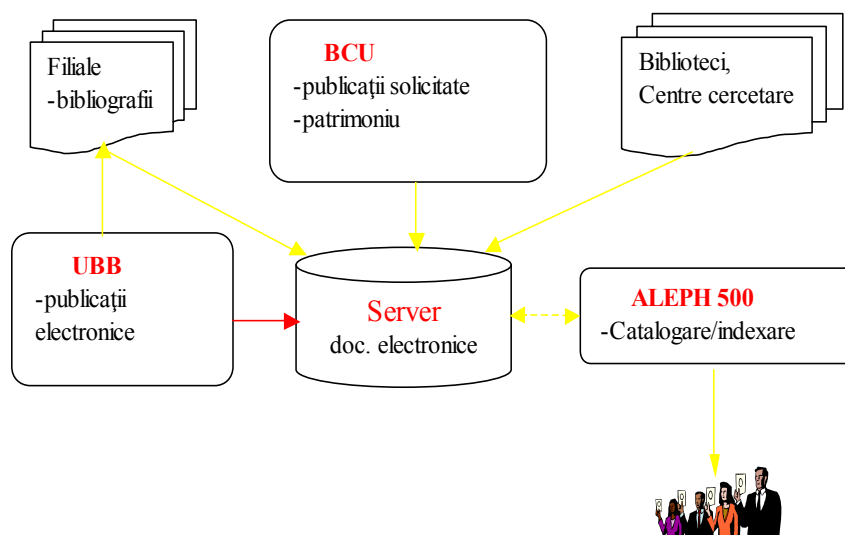 Filiale
-bibliografii
BCU
-publicaţii solicitate
-patrimoniu
Biblioteci,
Centre cercetare
UBB
-publicaţii
electronice
Server
doc. electronice
ALEPH 500
-Catalogare/indexare